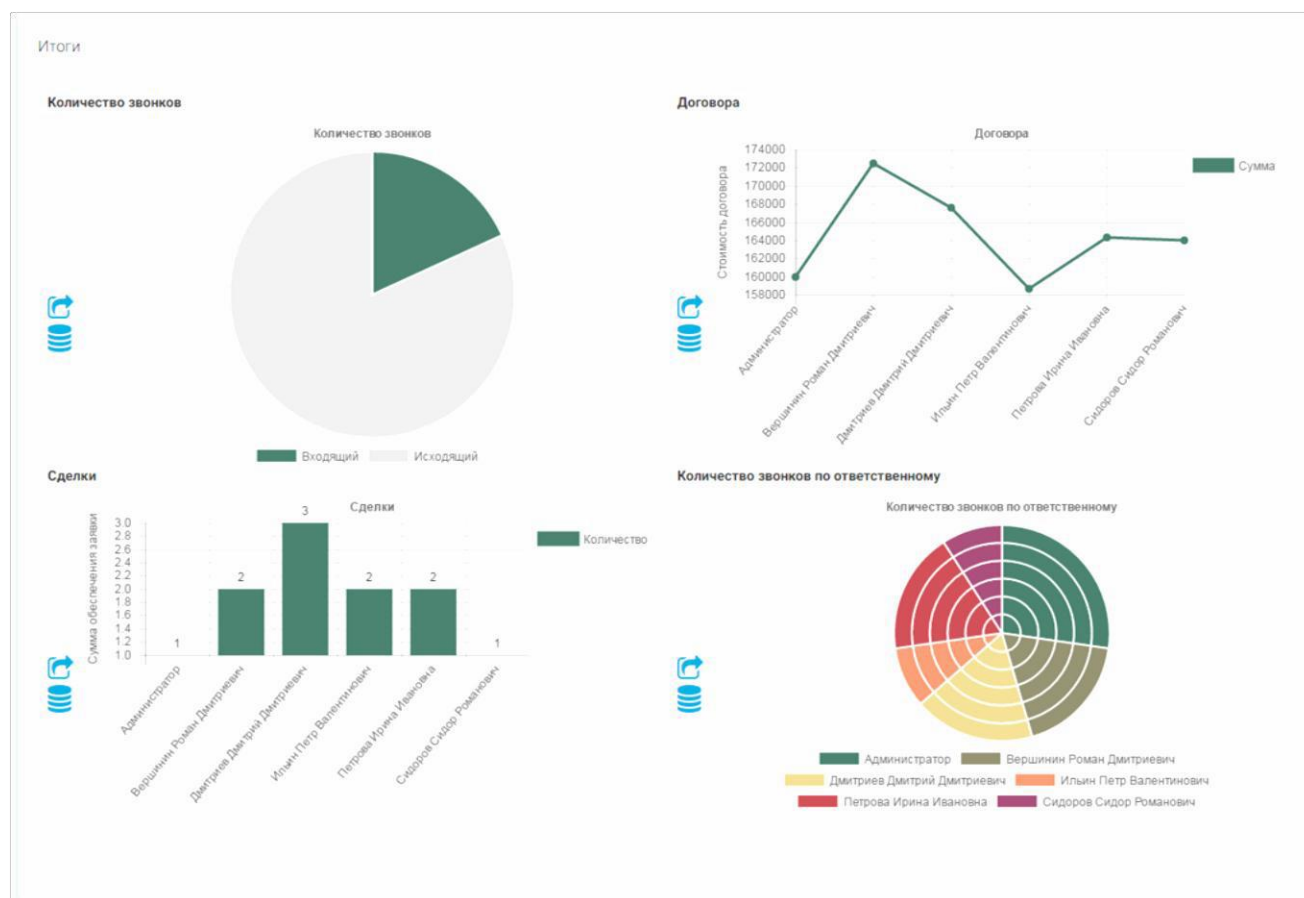 Итоги
Количество звонков
Количество звонков
Входящий Исходящий
Договора
Договора
Стоимость договора
174000
172000
170000
168000
166000
164000
162000
160000
158000
Сумма
Администратор
Вершинин Роман Дмитриевич
Дмитриев Дмитрий Дмитриевич
Ильин Петр Валентинович
Петрова Ирина Ивановна
Сидоров Сидор Романович
Сделки
Сделки
Сумма обеспечения заявки
3.0
2.8
2.6
2.4
2.2
2.0
1.8
1.6
1.4
1.2
1.0
1
2
3
2
2
1
Количество
Администратор
Вершинин Роман Дмитриевич
Дмитриев Дмитрий Дмитриевич
Ильин Петр Валентинович
Петрова Ирина Ивановна
Сидоров Сидор Романович
Количество звонков по ответственному
Количество звонков по ответственному
Администратор Вершинин Роман Дмитриевич
Дмитриев Дмитрий Дмитриевич Ильин Петр Валентинович
Петрова Ирина Ивановна Сидоров Сидор Романович